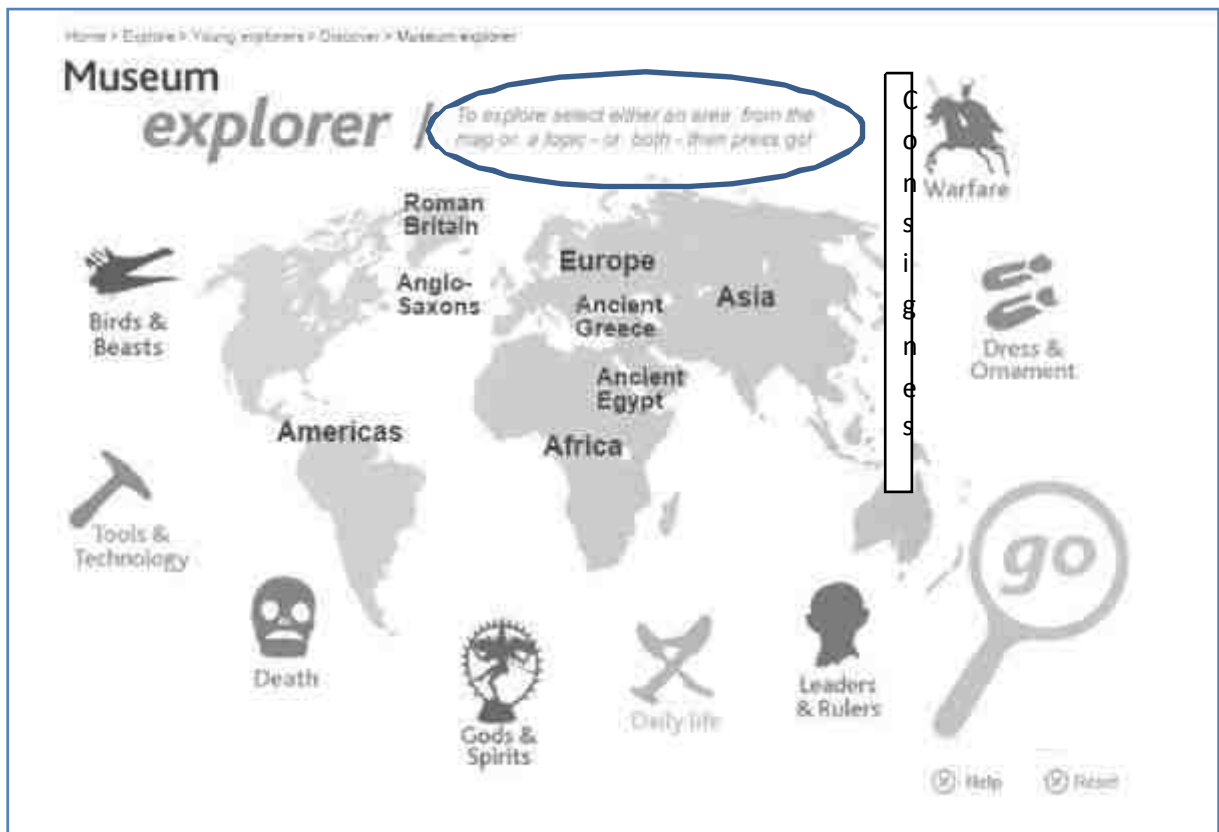 Home > Explore > Young explorers > Discover > Museum explorer
Museum
explorer /
To explore select either an area from the
map or a topic - or both - then press go!
Consignes
Warfare
Roman
Britain
Europe
Anglo-
Saxons
Asia
Ancient
Greece
Birds &
Beasts
Dress &
Ornament
Ancient
Egypt
Americas
Africa
Tools &
Technology
go
Death
Gods &
Spirits
Daily life
Leaders
& Rulers
Help
Reset